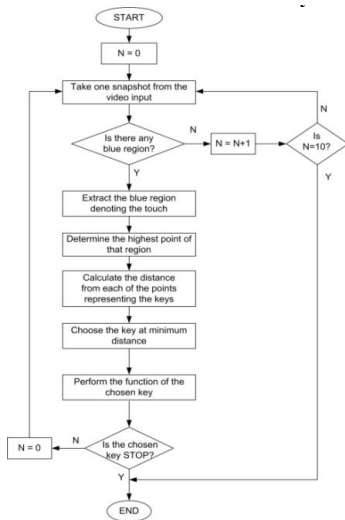 START
N = 0
Take one snapshot from the
video input
Is there any
blue region?
N
N = N+1
Is
N=10?
N
Y
Y
Extract the blue region
denoting the touch
Determine the highest point of
that region
Calculate the distance
from each of the points
representing the keys
Choose the key at minimum
distance
Perform the function of the
chosen key
Is the chosen
key STOP?
N
N = 0
Y
END